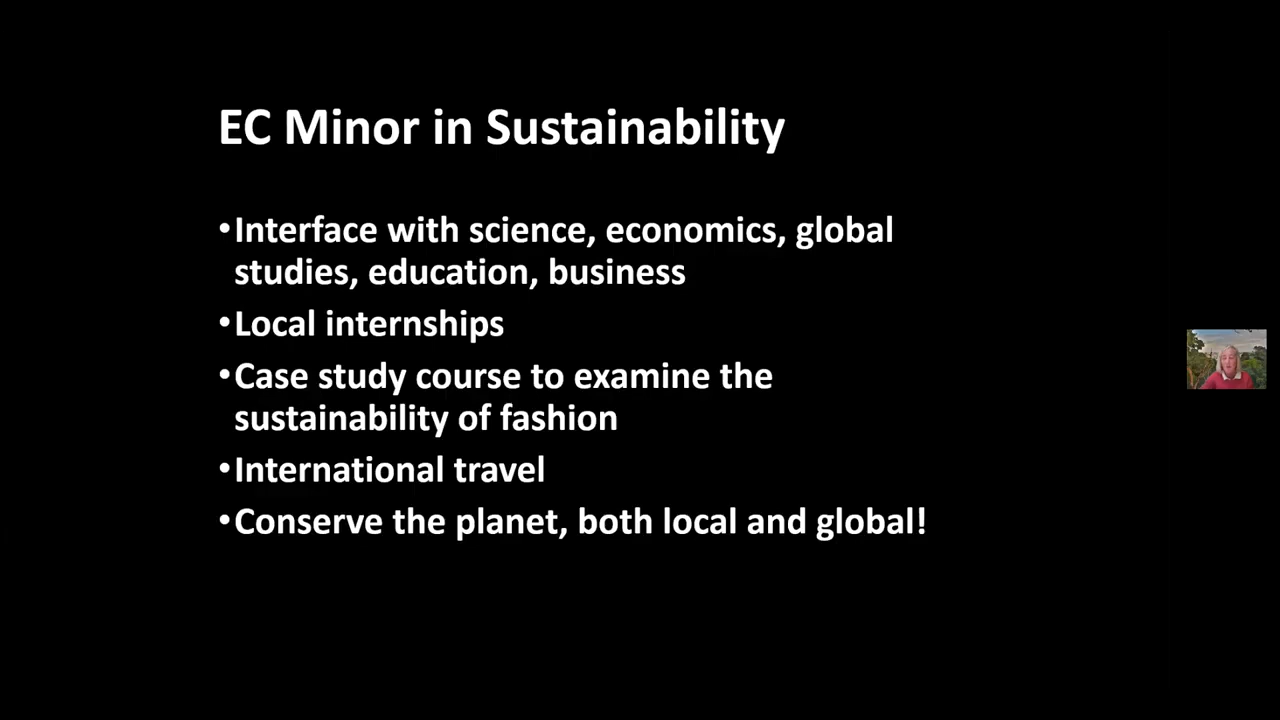 EC Minor in Sustainability
•Interface with science, economics, global
studies, education, business
•Local internships
•Case study course to examine the
sustainability of fashion
•International travel
•Conserve the planet, both local and global!